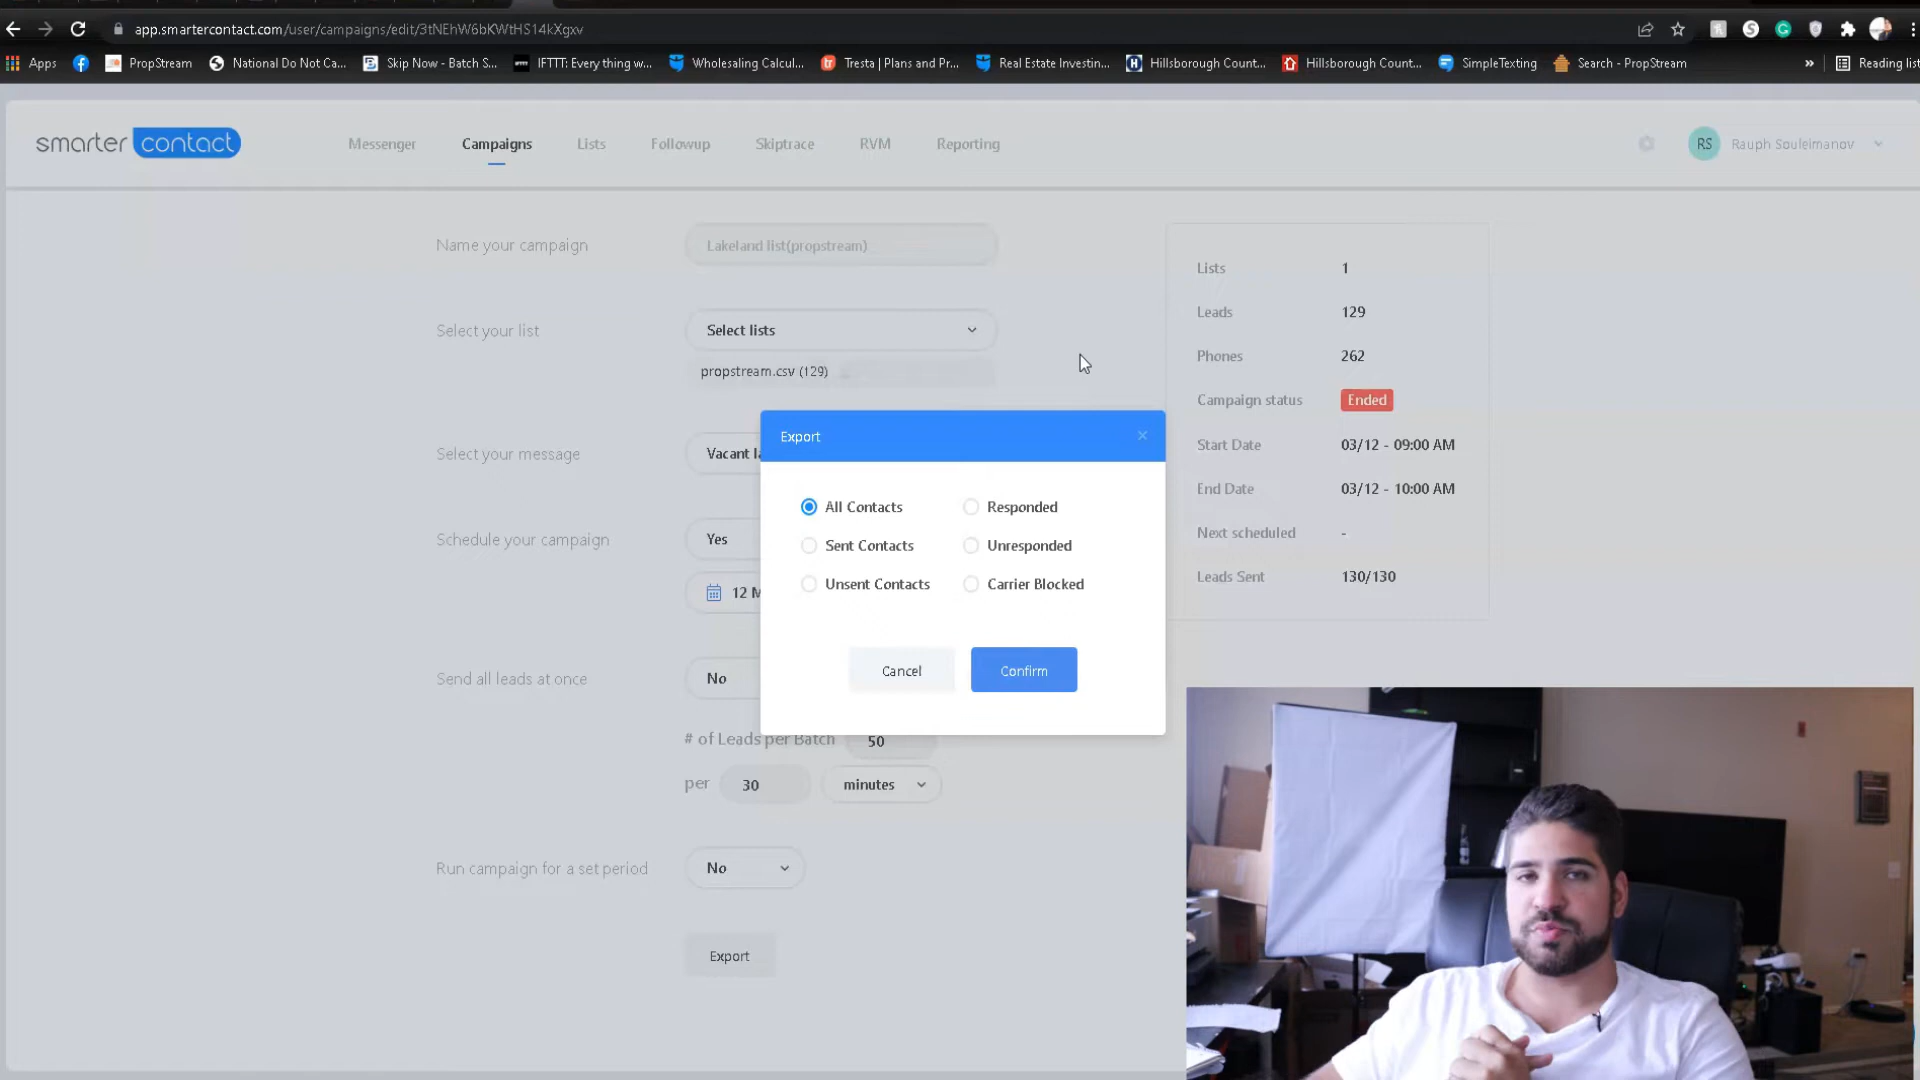 app.smartercontact.com/user/campaigns/edit/3tNEhW6bKWtHS14kXgxv
Apps PropStream National Do Not Ca... Skip Now - Batch S... IFTTT: Everything w... Wholesaling Calcul... Tresta | Plans and Pr... Real Estate Investin... Hillsborough Count... Hillsborough Count... SimpleTexting Search - PropStream » Reading list
smarter contact Messenger Campaigns Lists Followup Skiptrace RVM Reporting RS Rauph Souleimanov
Name your campaign Lakeland list(propstream)
Select your list Select lists
propstream.csv (129)
Select your message Vacant la
Schedule your campaign Yes
12 M
Send all leads at once No
# of Leads per Batch 50
per 30 minutes
Run campaign for a set period No
Export
Lists 1
Leads 129
Phones 262
Campaign status Ended
Start Date 03/12 - 09:00 AM
End Date 03/12 - 10:00 AM
Next scheduled -
Leads Sent 130/130
Export
All Contacts Responded
Sent Contacts Unresponded
Unsent Contacts Carrier Blocked
Cancel Confirm